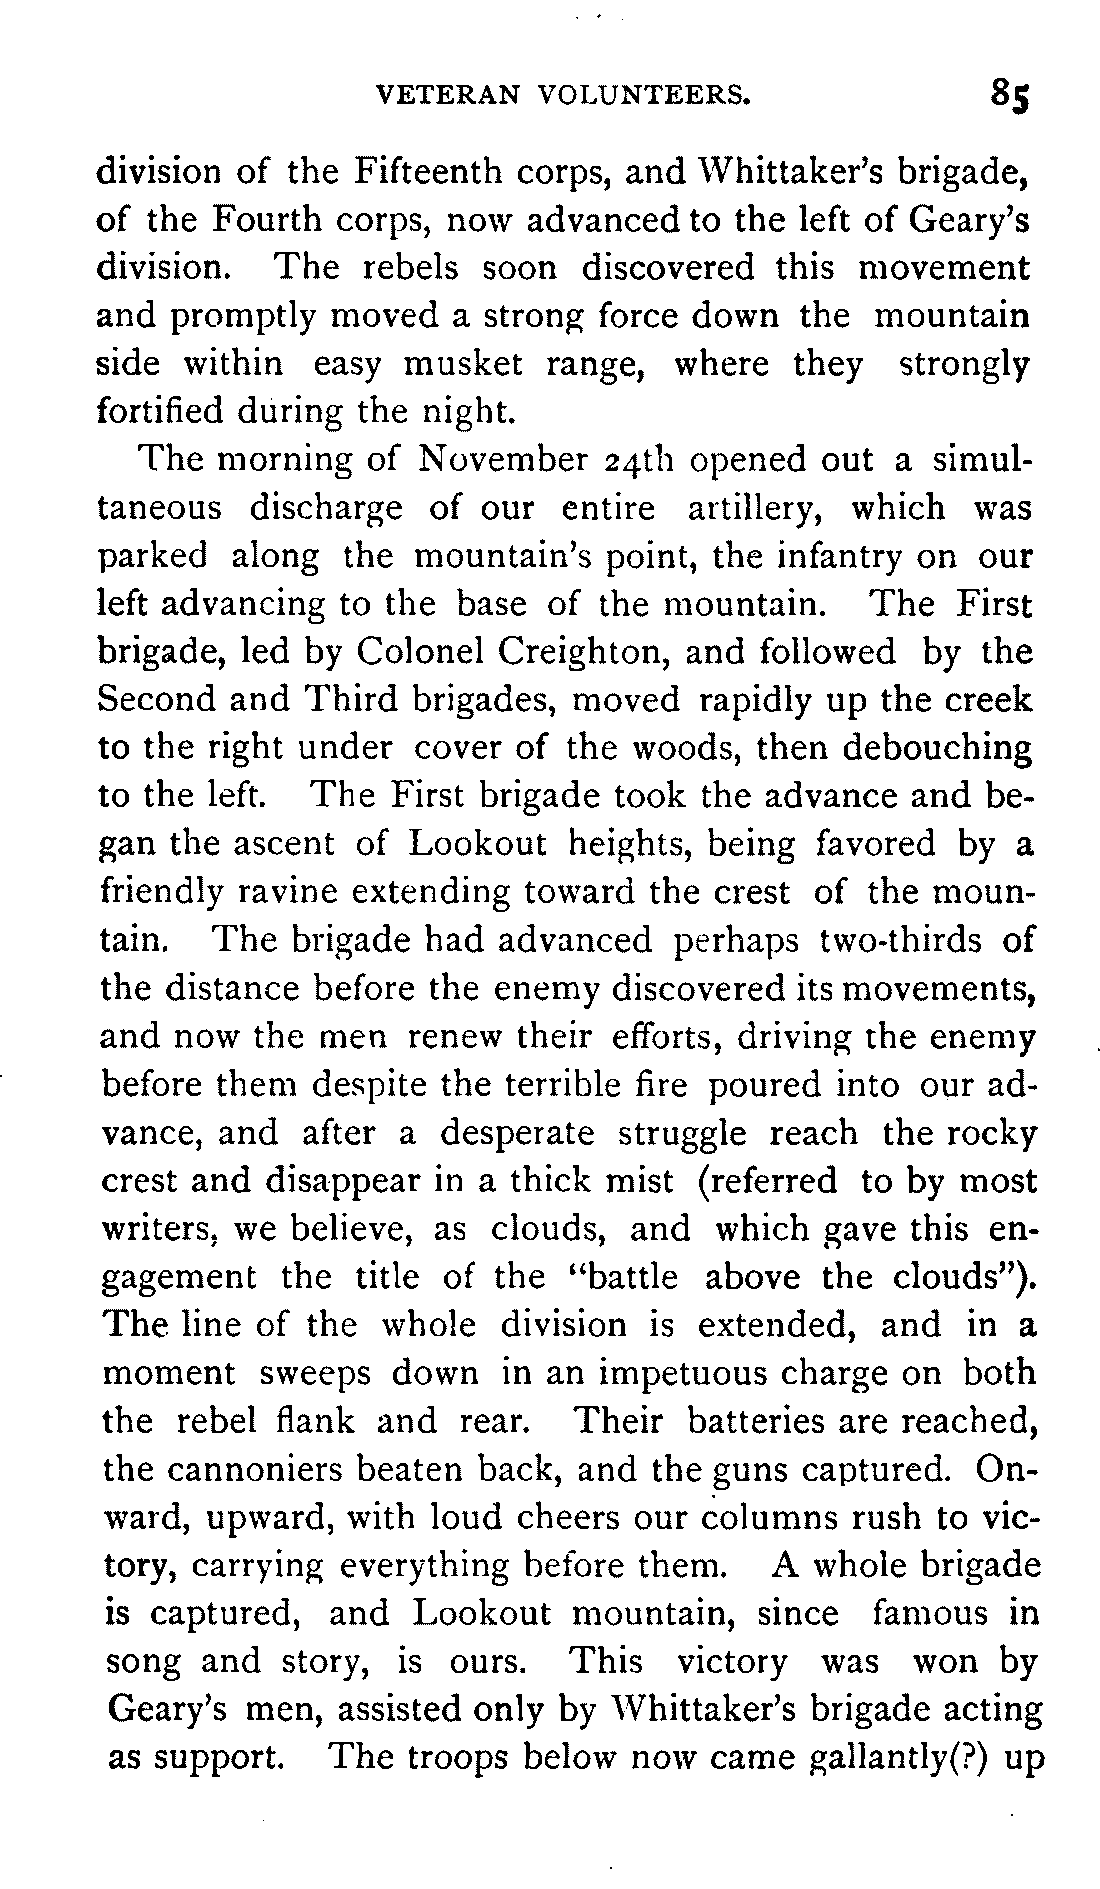 VETERAN VOLUNTEERS. 85
division of the Fifteenth corps, and Whittaker's brigade,
of the Fourth corps, now advanced to the left of Geary's
division. The rebels soon discovered this movement
and promptly moved a strong force down the mountain
side within easy musket range, where they strongly
fortified during the night.
The morning of November 24th opened out a simul-
taneous discharge of our entire artillery, which was
parked along the mountain's point, the infantry on our
left advancing to the base of the mountain. The First
brigade, led by Colonel Creighton, and followed by the
Second and Third brigades, moved rapidly up the creek
to the right under cover of the woods, then debouching
to the left. The First brigade took the advance and be-
gan the ascent of Lookout heights, being favored by a
friendly ravine extending toward the crest of the moun-
tain. The brigade had advanced perhaps two-thirds of
the distance before the enemy discovered its movements,
and now the men renew their efforts, driving the enemy
before them despite the terrible fire poured into our ad-
vance, and after a desperate struggle reach the rocky
crest and disappear in a thick mist (referred to by most
writers, we believe, as clouds, and which gave this en-
gagement the title of the "battle above the clouds").
The line of the whole division is extended, and in a
moment sweeps down in an impetuous charge on both
the rebel flank and rear. Their batteries are reached,
the cannoniers beaten back, and the guns captured. On-
ward, upward, with loud cheers our columns rush to vic-
tory, carrying everything before them. A whole brigade
is captured, and Lookout mountain, since famous in
song and story, is ours. This victory was won by
Geary's men, assisted only by Whittaker's brigade acting
as support. The troops below now came gallantly(?) up